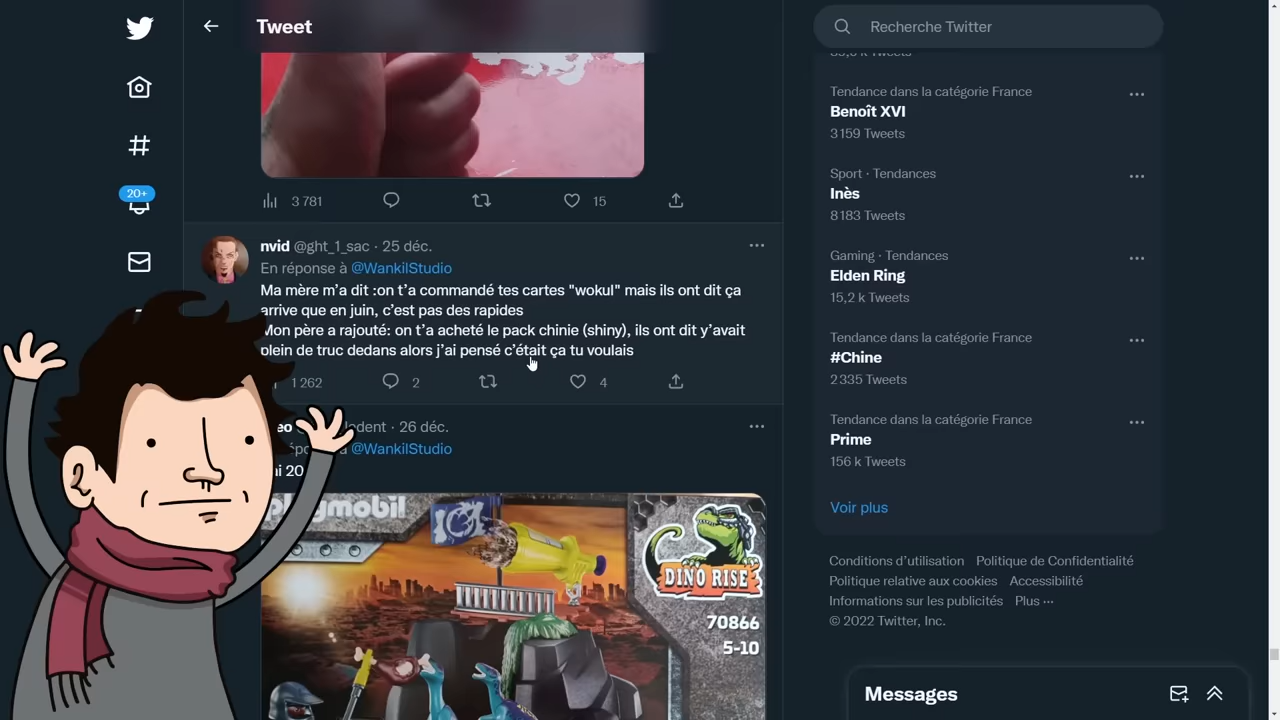 Tweet
Recherche Twitter
Tendance dans la catégorie France
Benoît XVI
3 159 Tweets
Sport · Tendances
Inès
8 183 Tweets
Gaming · Tendances
Elden Ring
15,2 k Tweets
Tendance dans la catégorie France
#Chine
2 335 Tweets
Tendance dans la catégorie France
Prime
156 k Tweets
Voir plus
Conditions d'utilisation Politique de Confidentialité
Politique relative aux cookies Accessibilité
Informations sur les publicités Plus ···
© 2022 Twitter, Inc.
Messages
20+
3 781
15
nvid @ght_1_sac · 25 déc.
En réponse à @WankilStudio
Ma mère m'a dit :on t'a commandé tes cartes "wokul" mais ils ont dit ça
arrive que en juin, c'est pas des rapides
Mon père a rajouté: on t'a acheté le pack chinie (shiny), ils ont dit y'avait
plein de truc dedans alors j'ai pensé c'était ça tu voulais
1 262
2
4
· 26 déc.
@WankilStudio
20
playmobil
DINO RISE
70866
5-10